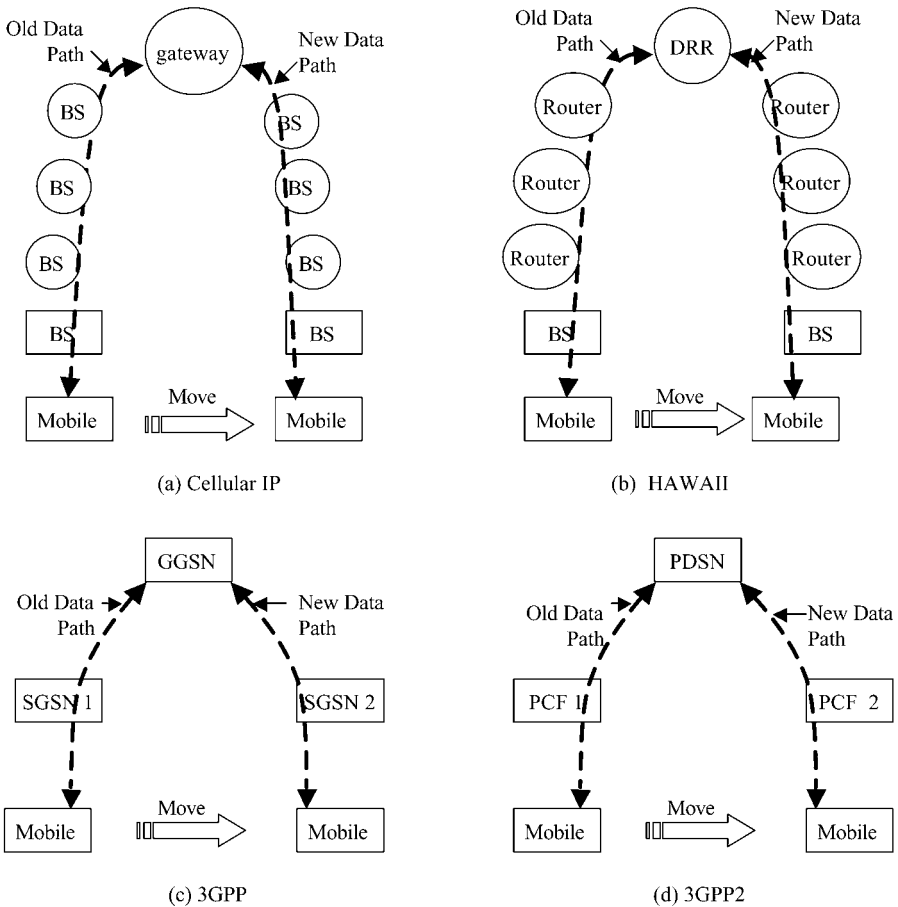 Old Data
Path
gateway
New Data
Path
BS
BS
BS
BS
BS
BS
BS
BS
Mobile
Move
Mobile
(a) Cellular IP
Old Data
Path
DRR
New Data
Path
Router
Router
Router
Router
Router
Router
BS
BS
Mobile
Move
Mobile
(b) HAWAII
GGSN
Old Data
Path
New Data
Path
SGSN 1
SGSN 2
Mobile
Move
Mobile
(c) 3GPP
PDSN
Old Data
Path
New Data
Path
PCF 1
PCF 2
Mobile
Move
Mobile
(d) 3GPP2